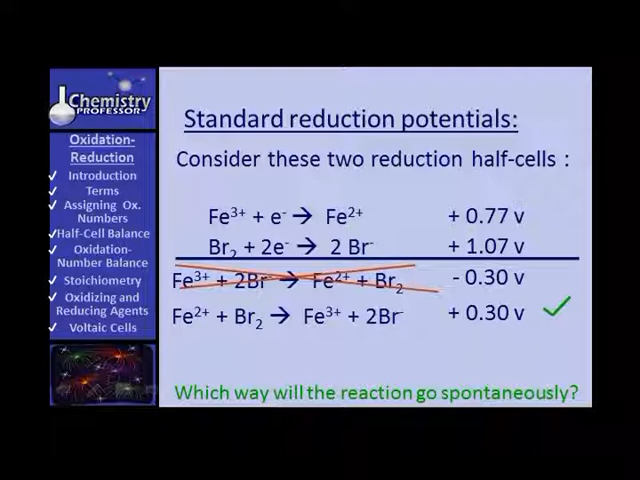 Chemistry
PROFESSOR
Oxidation-
Reduction
✓ Introduction
✓ Terms
✓ Assigning Ox.
Numbers
✓ Half-Cell Balance
✓ Oxidation-
Number Balance
✓ Stoichiometry
✓ Oxidizing and
Reducing Agents
✓ Voltaic Cells
Standard reduction potentials:
Consider these two reduction half-cells :
Fe³⁺ + e⁻ → Fe²⁺ + 0.77 v
Br₂ + 2e⁻ → 2 Br⁻ + 1.07 v
Fe³⁺ + 2Br⁻ → Fe²⁺ + Br₂ - 0.30 v
Fe²⁺ + Br₂ → Fe³⁺ + 2Br⁻ + 0.30 v ✓
Which way will the reaction go spontaneously?